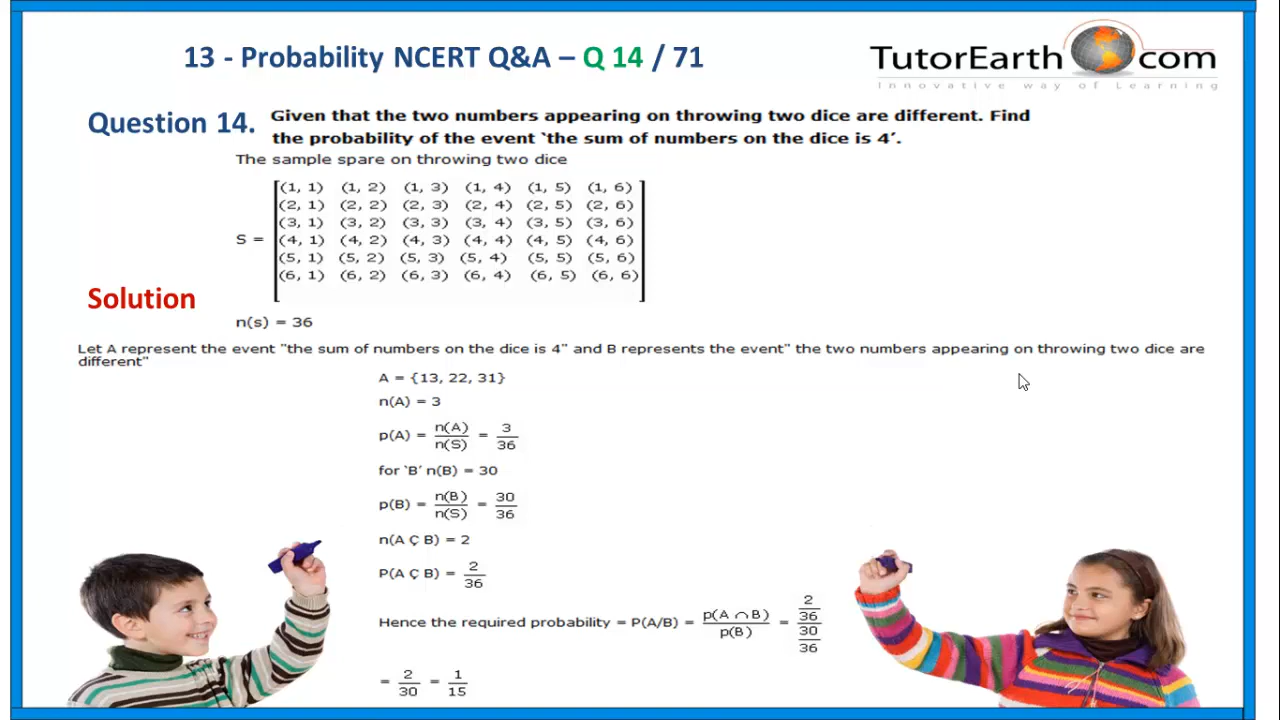 13 - Probability NCERT Q&A – Q 14 / 71
TutorEarth com
Innovative way of Learning
Question 14.
Given that the two numbers appearing on throwing two dice are different. Find
the probability of the event ‘the sum of numbers on the dice is 4’.
The sample spare on throwing two dice
(1, 1) (1, 2) (1, 3) (1, 4) (1, 5) (1, 6)
(2, 1) (2, 2) (2, 3) (2, 4) (2, 5) (2, 6)
(3, 1) (3, 2) (3, 3) (3, 4) (3, 5) (3, 6)
S = (4, 1) (4, 2) (4, 3) (4, 4) (4, 5) (4, 6)
(5, 1) (5, 2) (5, 3) (5, 4) (5, 5) (5, 6)
(6, 1) (6, 2) (6, 3) (6, 4) (6, 5) (6, 6)
Solution
n(s) = 36
Let A represent the event "the sum of numbers on the dice is 4" and B represents the event" the two numbers appearing on throwing two dice are
different"
A = {13, 22, 31}
n(A) = 3
p(A) = n(A)/n(S) = 3/36
for ‘B’ n(B) = 30
p(B) = n(B)/n(S) = 30/36
n(A Ç B) = 2
P(A Ç B) = 2/36
Hence the required probability = P(A/B) = p(A ∩ B)/p(B) = 2/36 / 30/36
= 2/30 = 1/15